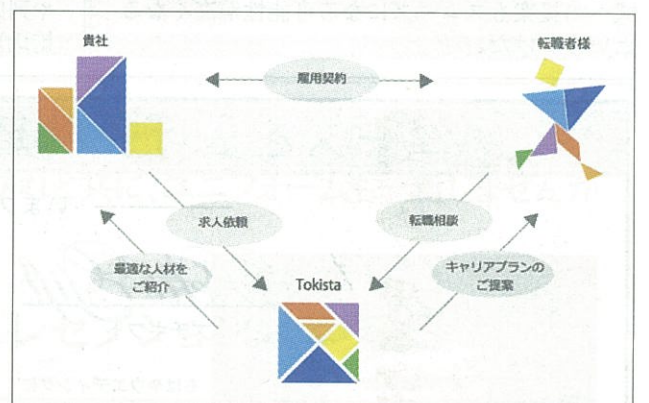 貴社
転職者様
雇用契約
求人依頼
転職相談
最適な人材を
ご紹介
キャリアプランの
ご提案
Tokista